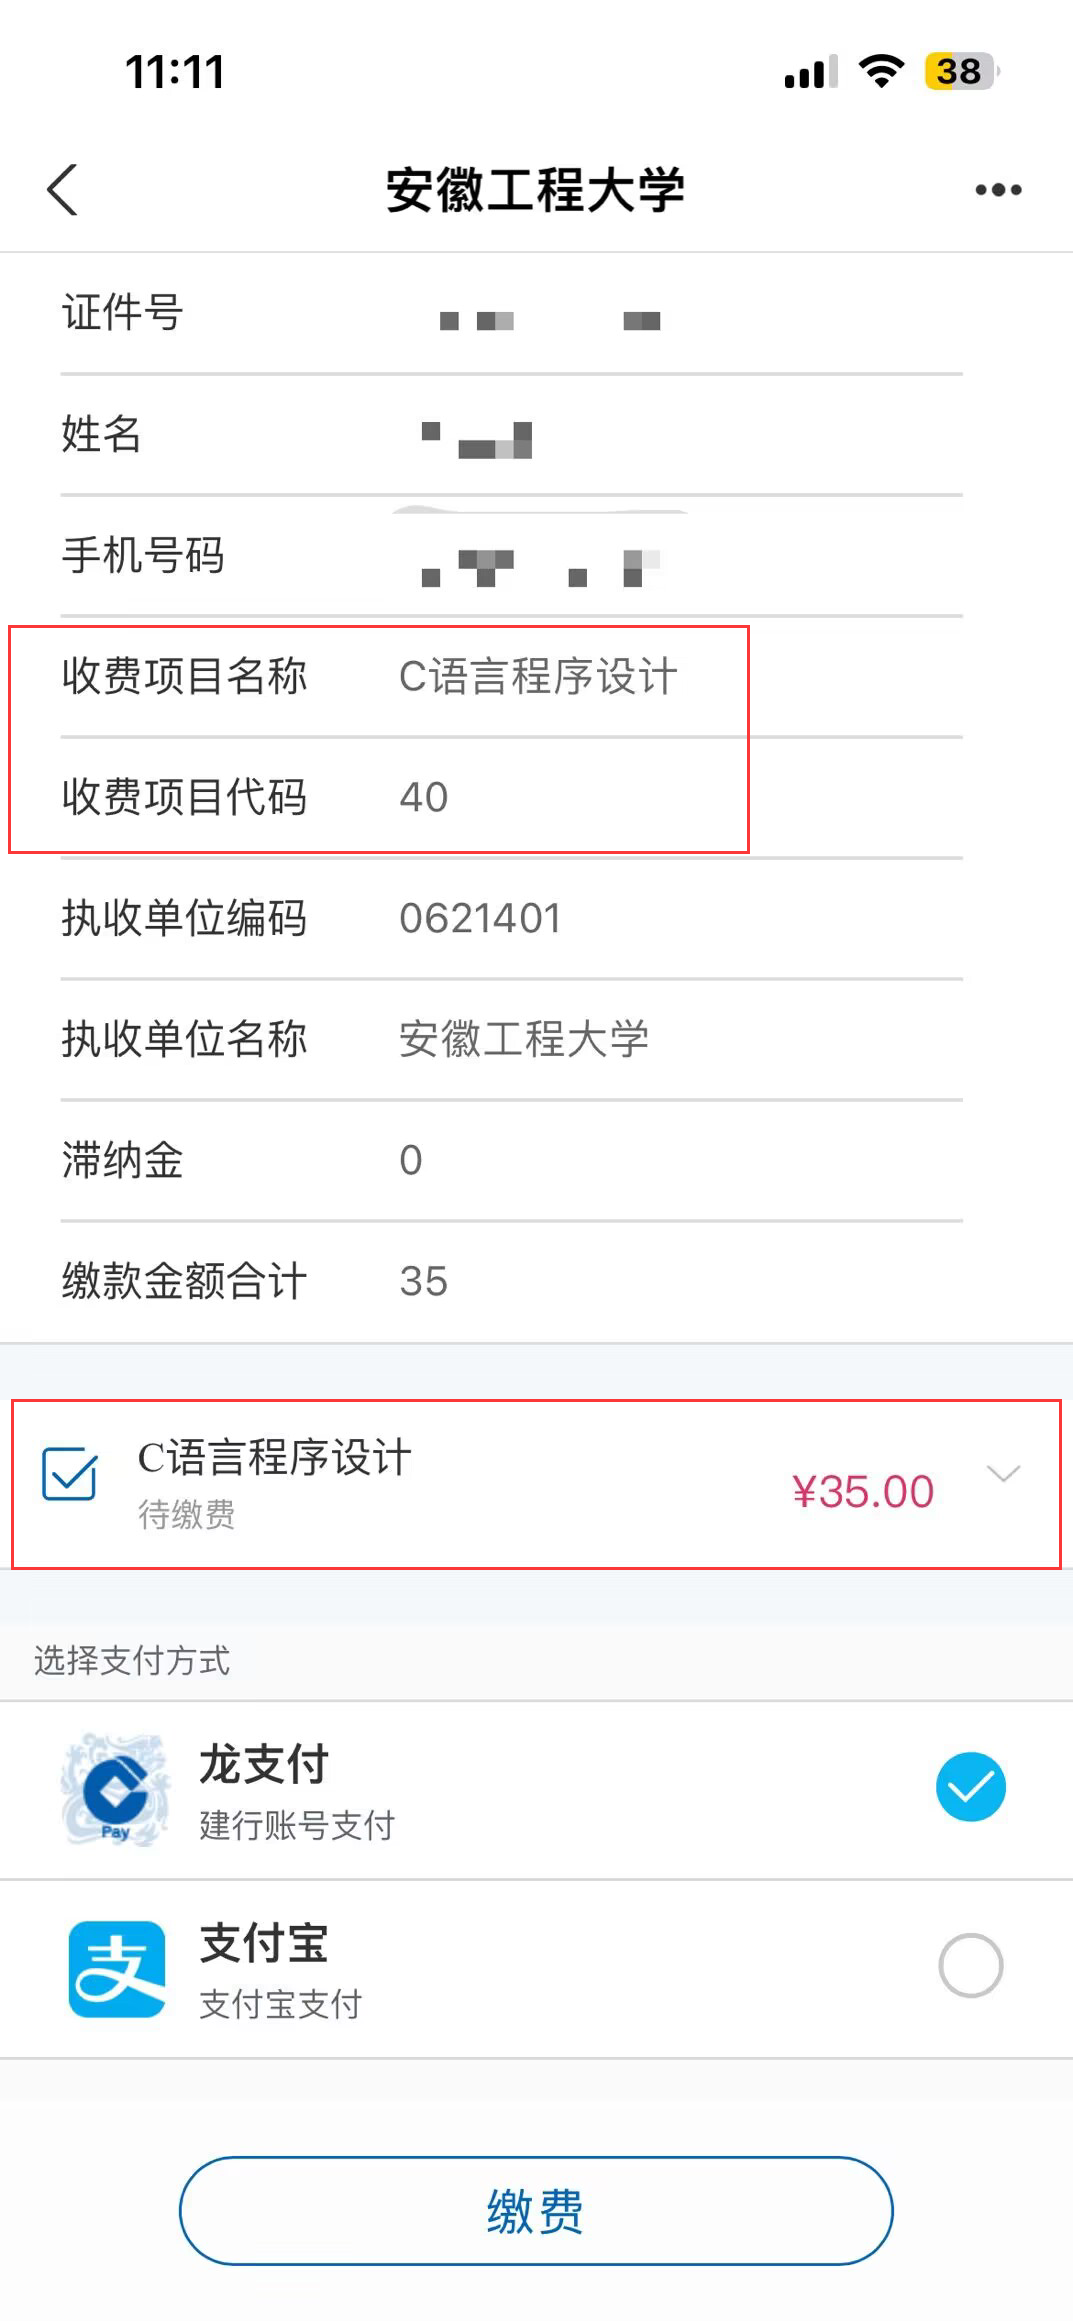 11:11
38
安徽工程大学
证件号
姓名
手机号码
收费项目名称 C语言程序设计
收费项目代码 40
执收单位编码 0621401
执收单位名称 安徽工程大学
滞纳金 0
缴款金额合计 35
C语言程序设计
待缴费
¥35.00
选择支付方式
龙支付
建行账号支付
Pay
支付宝
支付宝支付
支
缴费